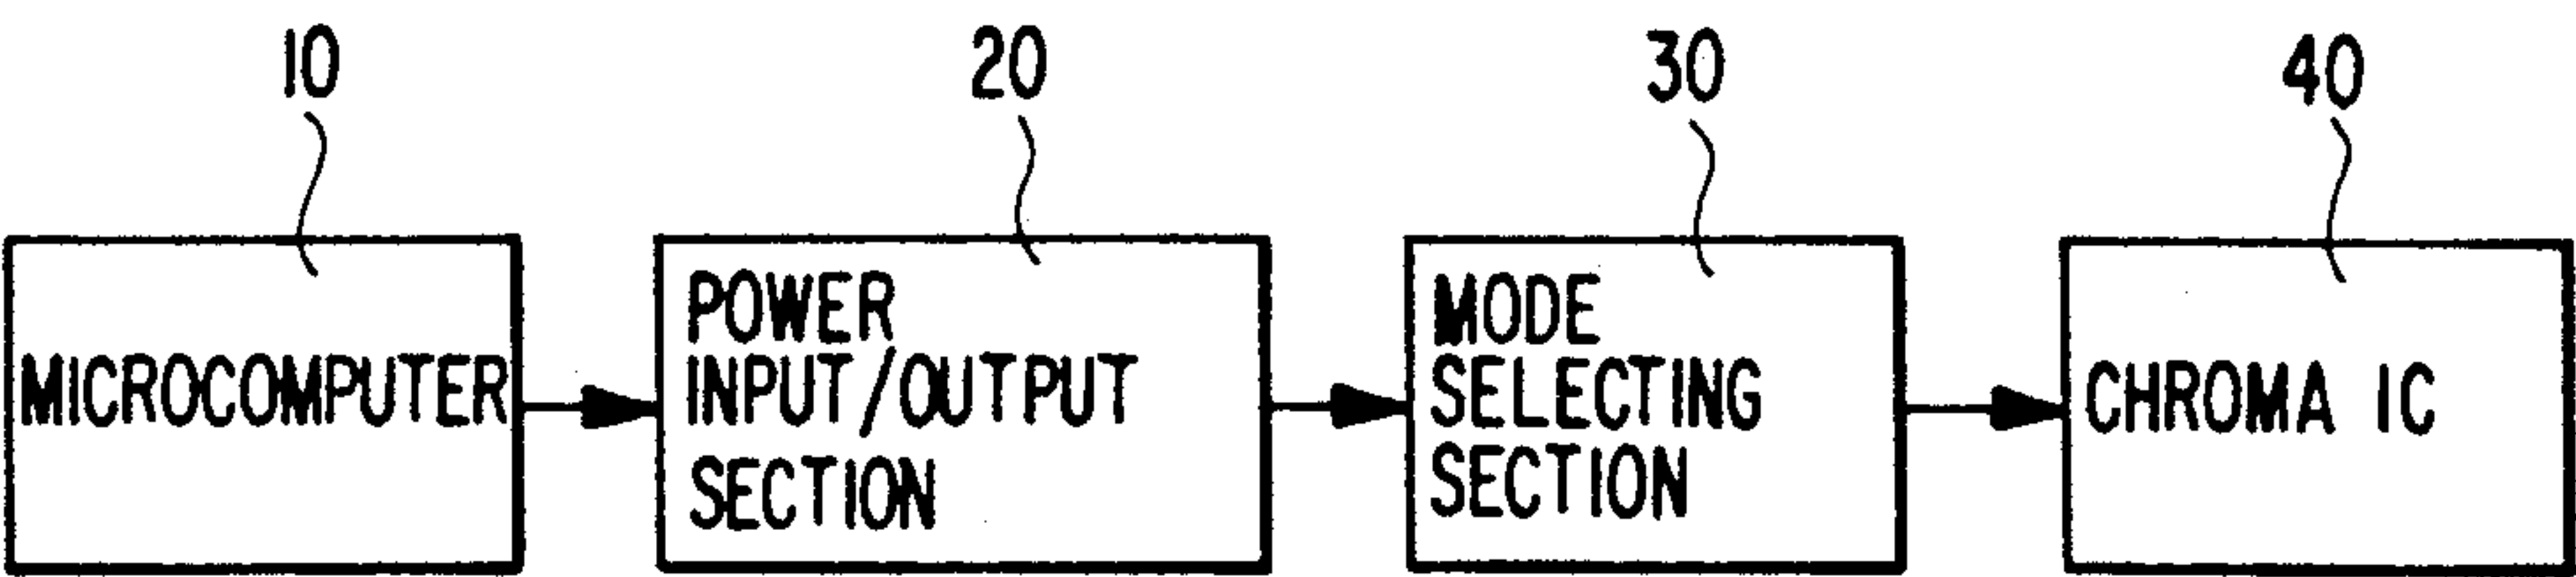 10
20
30
40
MICROCOMPUTER
POWER
INPUT/OUTPUT
SECTION
MODE
SELECTING
SECTION
CHROMA IC